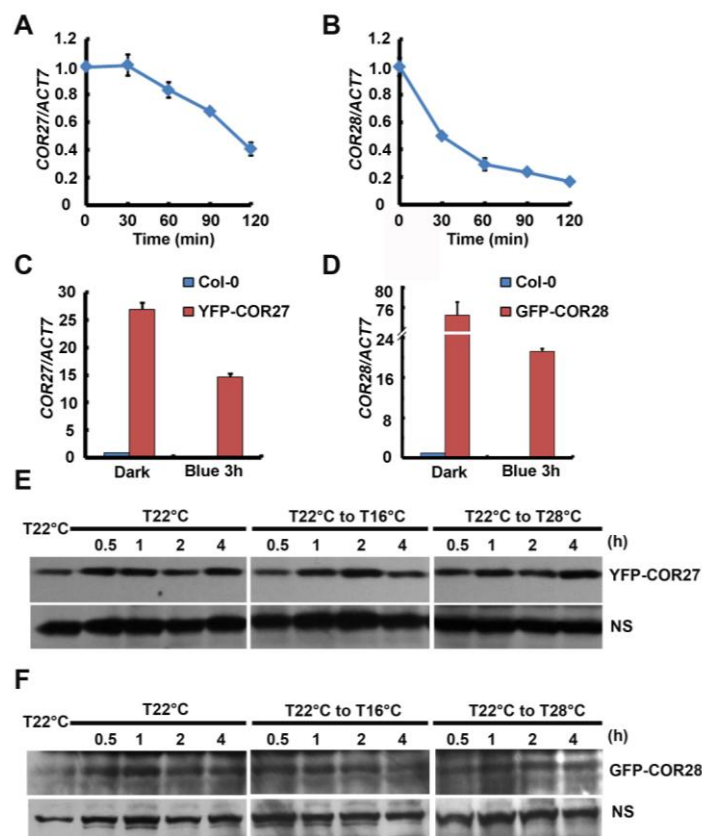 A
COR27/ACT7
1.2
1.0
0.8
0.6
0.4
0.2
0
0 30 60 90 120
Time (min)
B
COR28/ACT7
1.2
1.0
0.8
0.6
0.4
0.2
0
0 30 60 90 120
Time (min)
C
Col-0
YFP-COR27
COR27/ACT7
30
25
20
15
10
5
0
Dark Blue 3h
D
Col-0
GFP-COR28
COR28/ACT7
80
76
24
16
8
0
Dark Blue 3h
E
T22°C T22°C T22°C to T16°C T22°C to T28°C
0.5 1 2 4 0.5 1 2 4 0.5 1 2 4 (h)
YFP-COR27
NS
F
T22°C T22°C T22°C to T16°C T22°C to T28°C
0.5 1 2 4 0.5 1 2 4 0.5 1 2 4 (h)
GFP-COR28
NS